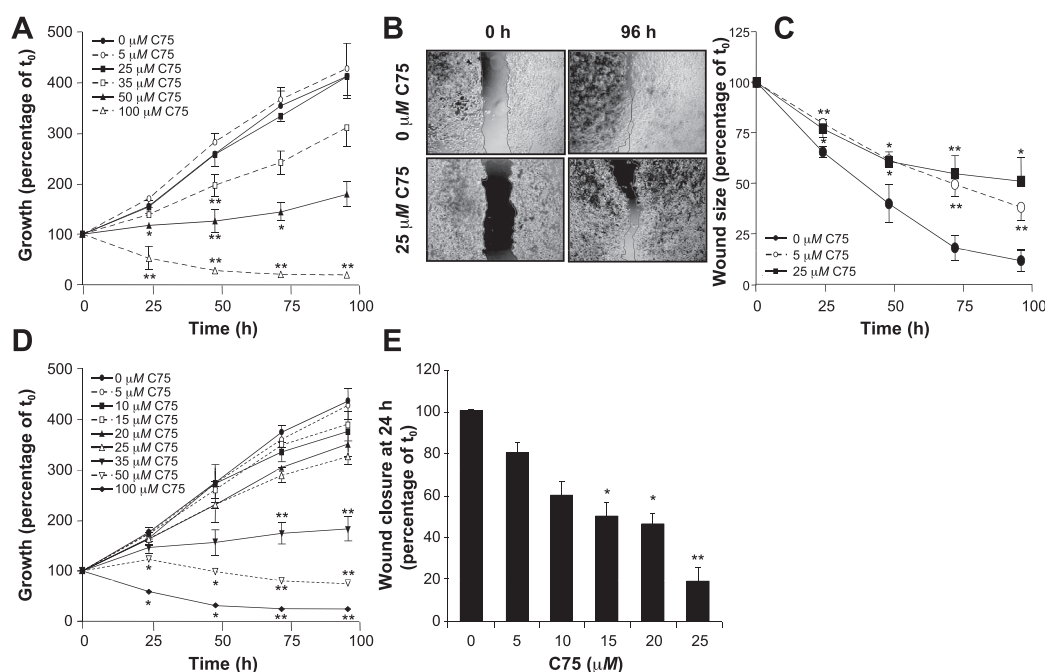 A
Growth (percentage of t0)
500
400
300
200
100
0
0 μM C75
5 μM C75
25 μM C75
35 μM C75
50 μM C75
100 μM C75
**
*
**
*
**
**
**
**
0
25
50
75
100
Time (h)
B
0 h
96 h
0 μM C75
25 μM C75
C
Wound size (percentage of t0)
125
100
75
50
25
0
**
*
*
*
**
**
*
**
0 μM C75
5 μM C75
25 μM C75
0
25
50
75
100
Time (h)
D
Growth (percentage of t0)
500
400
300
200
100
0
0 μM C75
5 μM C75
10 μM C75
15 μM C75
20 μM C75
25 μM C75
35 μM C75
50 μM C75
100 μM C75
**
**
*
*
**
**
*
*
**
**
0
25
50
75
100
Time (h)
E
Wound closure at 24 h
(percentage of t0)
120
100
80
60
40
20
0
*
*
**
0
5
10
15
20
25
C75 (μM)